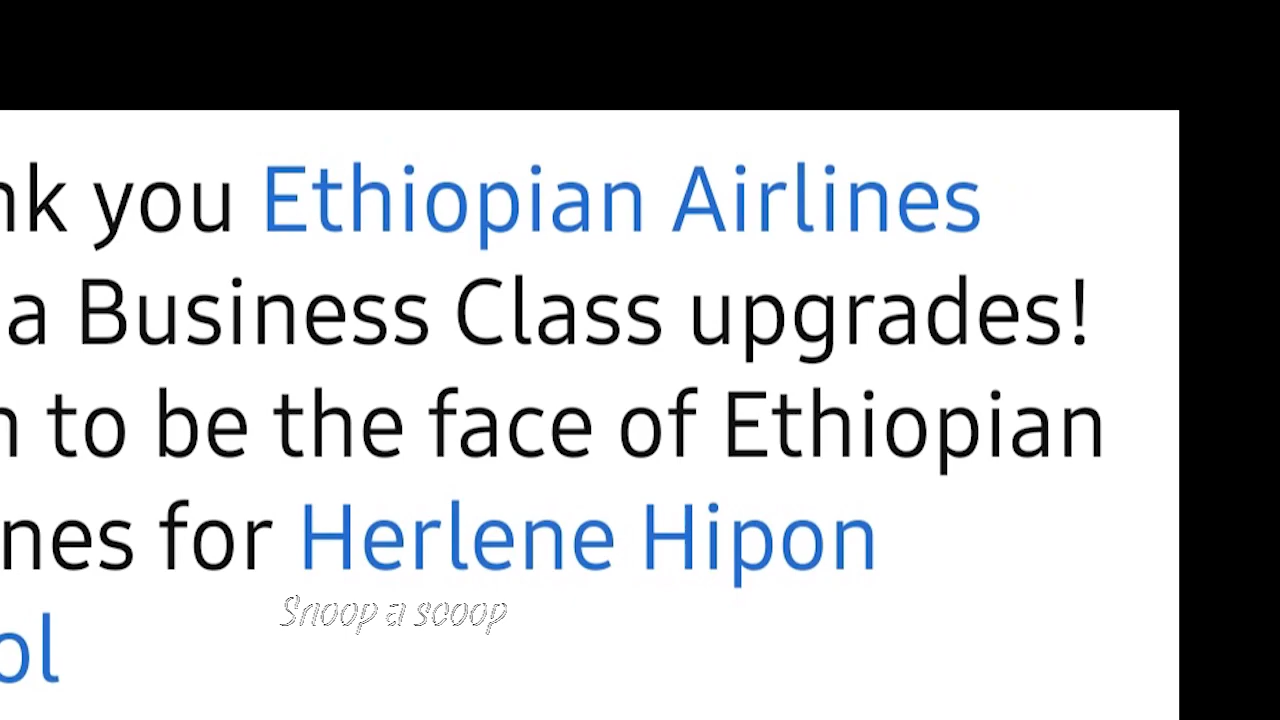 nk you Ethiopian Airlines
a Business Class upgrades!
n to be the face of Ethiopian
nes for Herlene Hipon
Snoop a scoop
ol